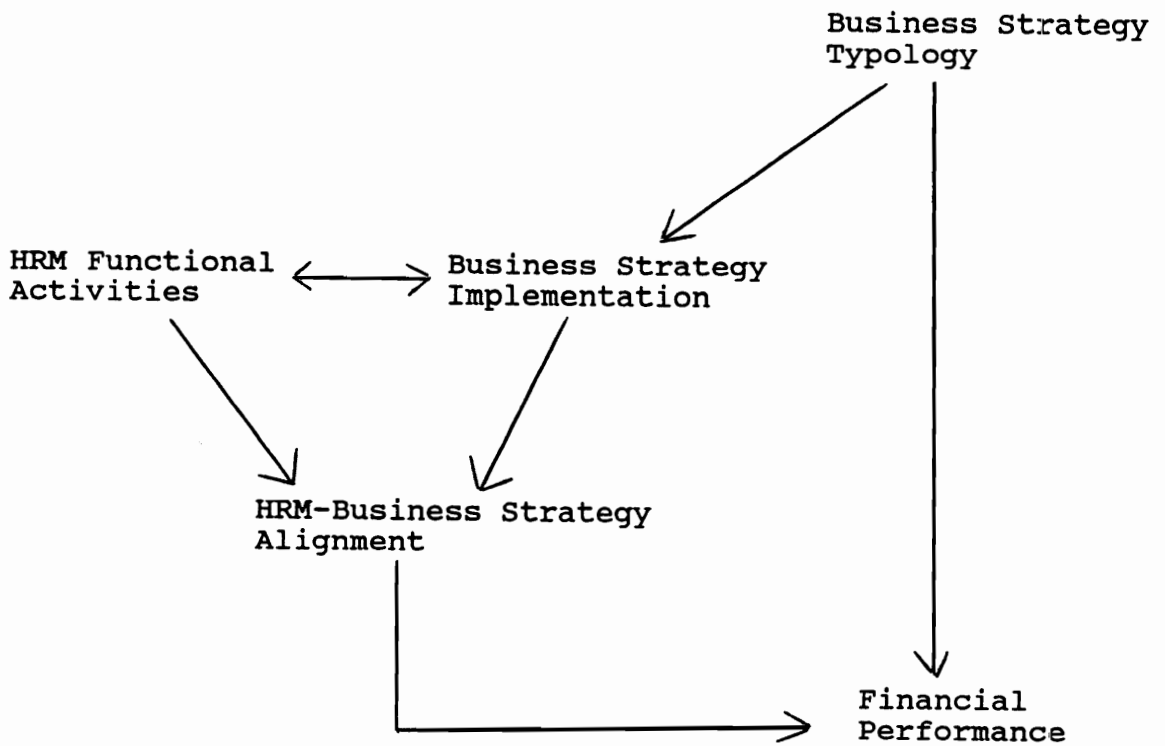 Business Strategy
Typology
HRM Functional
Activities
Business Strategy
Implementation
HRM-Business Strategy
Alignment
Financial
Performance